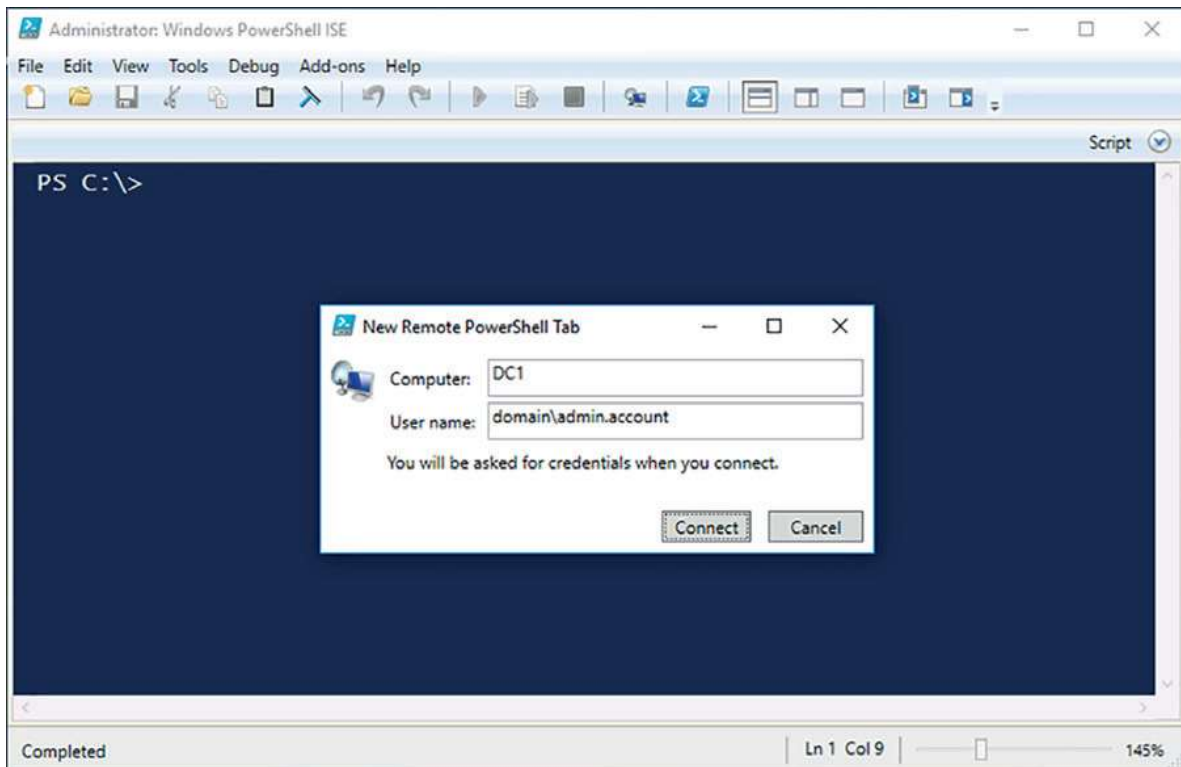 Administrator: Windows PowerShell ISE
File Edit View Tools Debug Add-ons Help
Script
PS C:\>
New Remote PowerShell Tab
Computer: DC1
User name: domain\admin.account
You will be asked for credentials when you connect.
Connect Cancel
Completed Ln 1 Col 9 145%